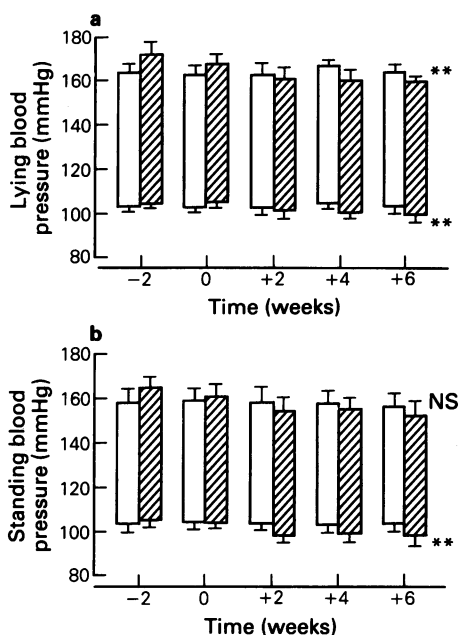 a
180
160
140
120
100
80
Lying blood
pressure (mmHg)
**
**
−2 0 +2 +4 +6
Time (weeks)
b
180
160
140
120
100
80
Standing blood
pressure (mmHg)
NS
**
−2 0 +2 +4 +6
Time (weeks)